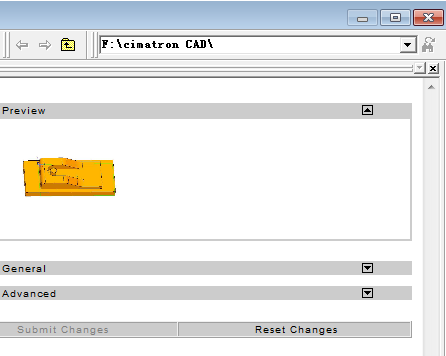 F:\cimatron CAD\
Preview
General
Advanced
Submit Changes
Reset Changes